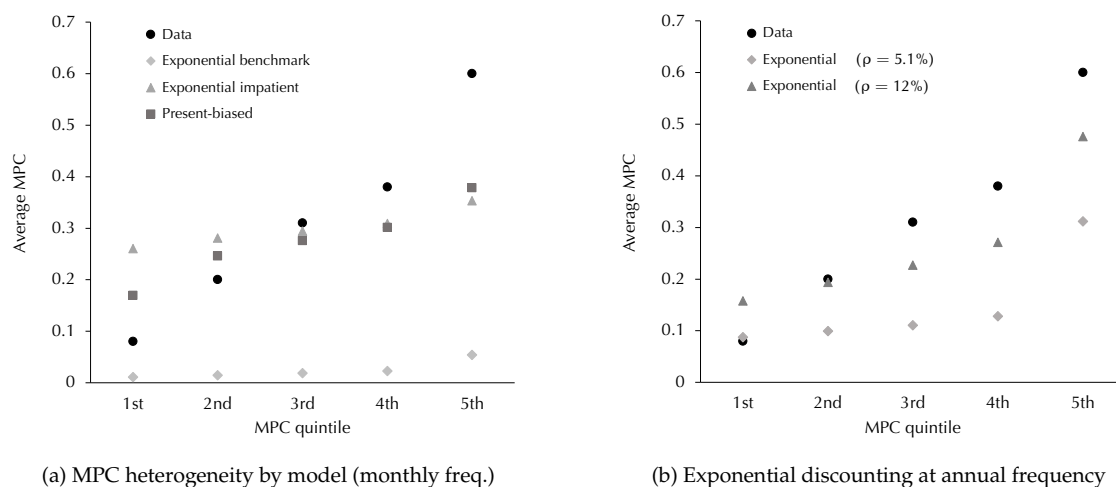 0.7
0.6
0.5
0.4
0.3
0.2
0.1
0
Average MPC
Data
Exponential benchmark
Exponential impatient
Present-biased
1st 2nd 3rd 4th 5th
MPC quintile
(a) MPC heterogeneity by model (monthly freq.)
0.7
0.6
0.5
0.4
0.3
0.2
0.1
0
Average MPC
Data
Exponential (ρ = 5.1%)
Exponential (ρ = 12%)
1st 2nd 3rd 4th 5th
MPC quintile
(b) Exponential discounting at annual frequency